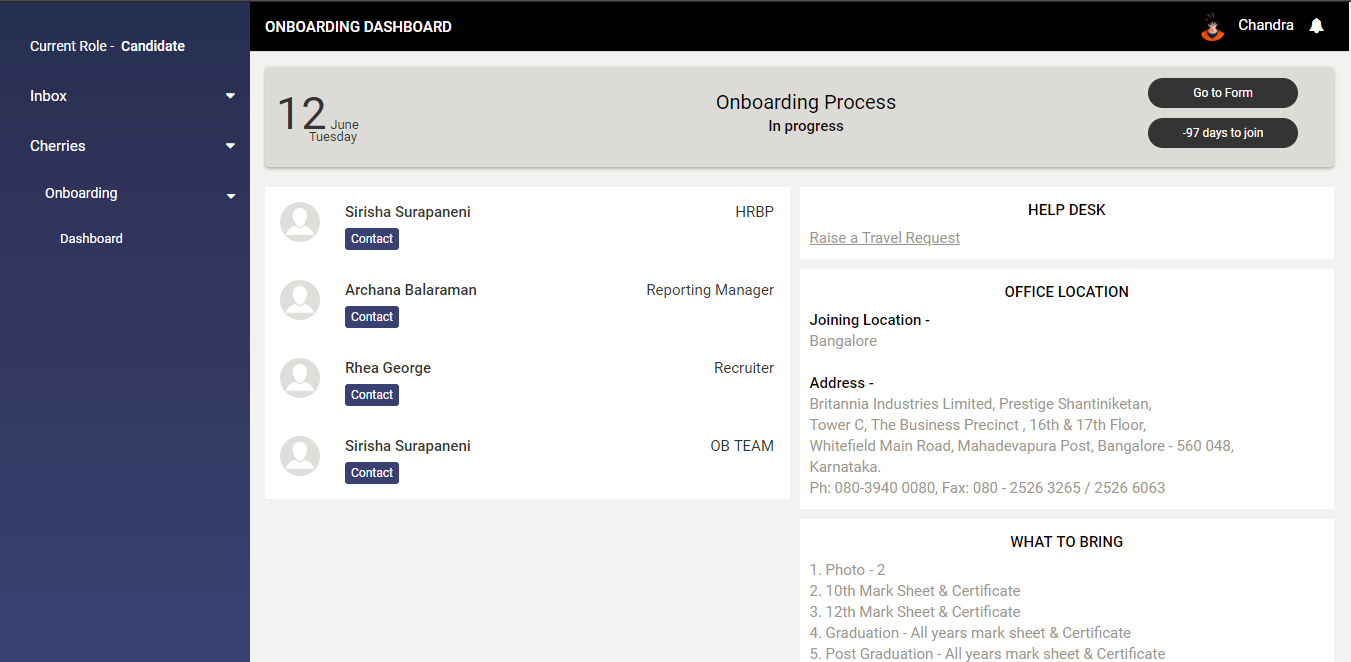 Current Role - Candidate
Inbox
Cherries
Onboarding
Dashboard
ONBOARDING DASHBOARD
Chandra
12 June
Tuesday
Onboarding Process
In progress
Go to Form
-97 days to join
Sirisha Surapaneni HRBP
Contact
Archana Balaraman Reporting Manager
Contact
Rhea George Recruiter
Contact
Sirisha Surapaneni OB TEAM
Contact
HELP DESK
Raise a Travel Request
OFFICE LOCATION
Joining Location -
Bangalore
Address -
Britannia Industries Limited, Prestige Shantiniketan,
Tower C, The Business Precinct , 16th & 17th Floor,
Whitefield Main Road, Mahadevapura Post, Bangalore - 560 048,
Karnataka.
Ph: 080-3940 0080, Fax: 080 - 2526 3265 / 2526 6063
WHAT TO BRING
1. Photo - 2
2. 10th Mark Sheet & Certificate
3. 12th Mark Sheet & Certificate
4. Graduation - All years mark sheet & Certificate
5. Post Graduation - All years mark sheet & Certificate